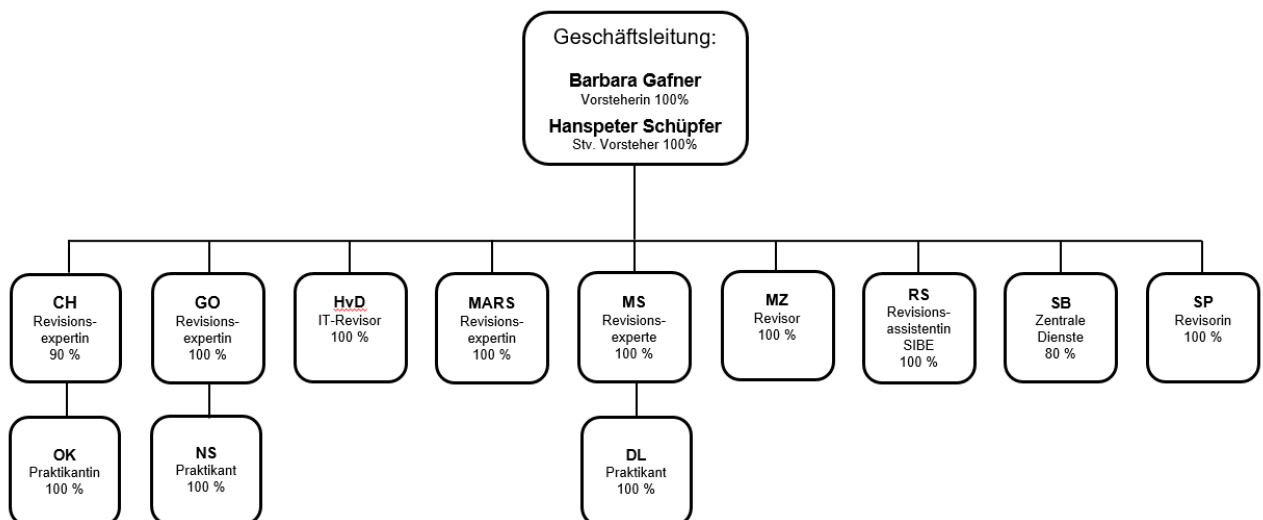 Geschäftsleitung:
Barbara Gafner
Vorsteherin 100%
Hanspeter Schüpfer
Stv. Vorsteher 100%
CH
Revisions-
expertin
90 %
GO
Revisions-
expertin
100 %
HvD
IT-Revisor
100 %
MARS
Revisions-
expertin
100 %
MS
Revisions-
experte
100 %
MZ
Revisor
100 %
RS
Revisions-
assistentin
SIBE
100 %
SB
Zentrale
Dienste
80 %
SP
Revisorin
100 %
OK
Praktikantin
100 %
NS
Praktikant
100 %
DL
Praktikant
100 %